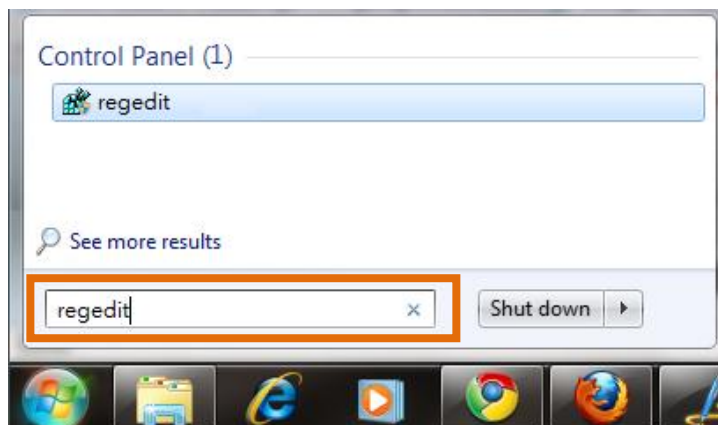 Control Panel (1)
regedit
See more results
regedit
Shut down